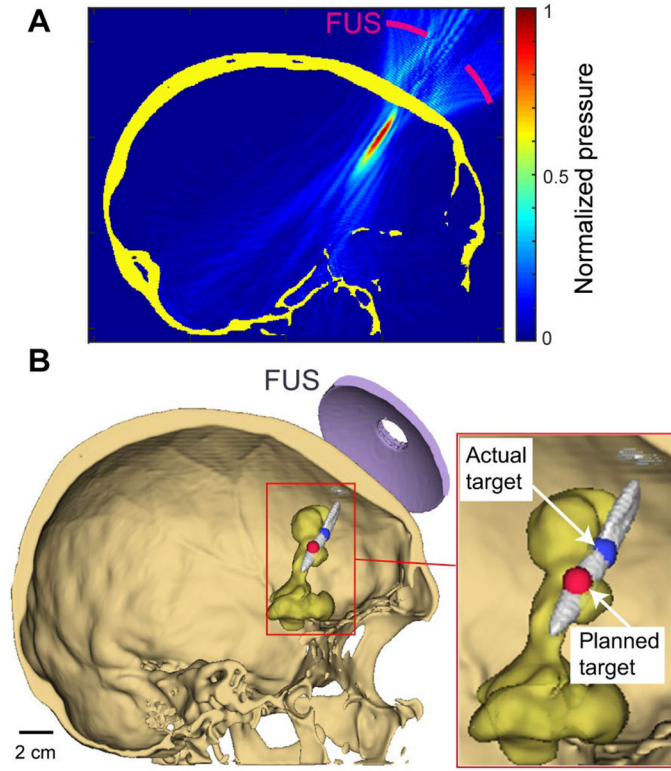 A
FUS
1
0.5
0
Normalized pressure
B
FUS
Actual
target
Planned
target
2 cm